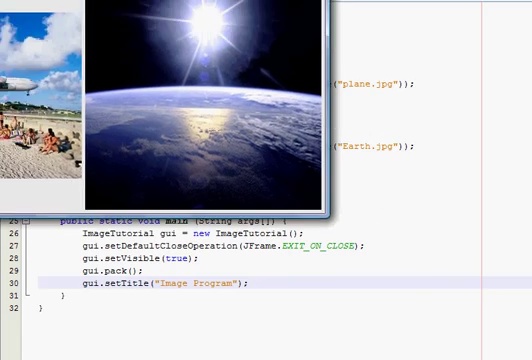 ("plane.jpg"));
("Earth.jpg"));
25 public static void main (String args[]) {
26 ImageTutorial gui = new ImageTutorial();
27 gui.setDefaultCloseOperation(JFrame.EXIT_ON_CLOSE);
28 gui.setVisible(true);
29 gui.pack();
30 gui.setTitle("Image Program");
31 }
32 }